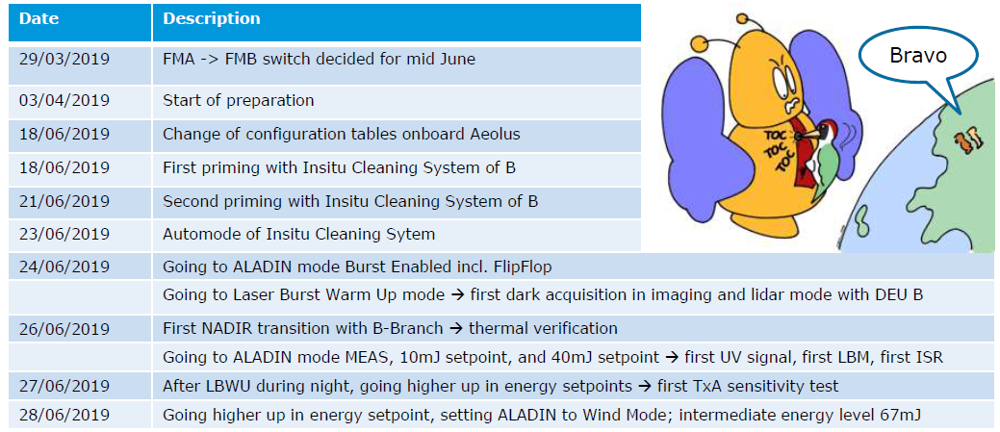 Date Description
29/03/2019 FMA -> FMB switch decided for mid June
03/04/2019 Start of preparation
18/06/2019 Change of configuration tables onboard Aeolus
18/06/2019 First priming with Insitu Cleaning System of B
21/06/2019 Second priming with Insitu Cleaning System of B
23/06/2019 Automode of Insitu Cleaning Sytem
24/06/2019 Going to ALADIN mode Burst Enabled incl. FlipFlop
Going to Laser Burst Warm Up mode → first dark acquisition in imaging and lidar mode with DEU B
26/06/2019 First NADIR transition with B-Branch → thermal verification
Going to ALADIN mode MEAS, 10mJ setpoint, and 40mJ setpoint → first UV signal, first LBM, first ISR
27/06/2019 After LBWU during night, going higher up in energy setpoints → first TxA sensitivity test
28/06/2019 Going higher up in energy setpoint, setting ALADIN to Wind Mode; intermediate energy level 67mJ
Bravo
TOC
TOC
TOC